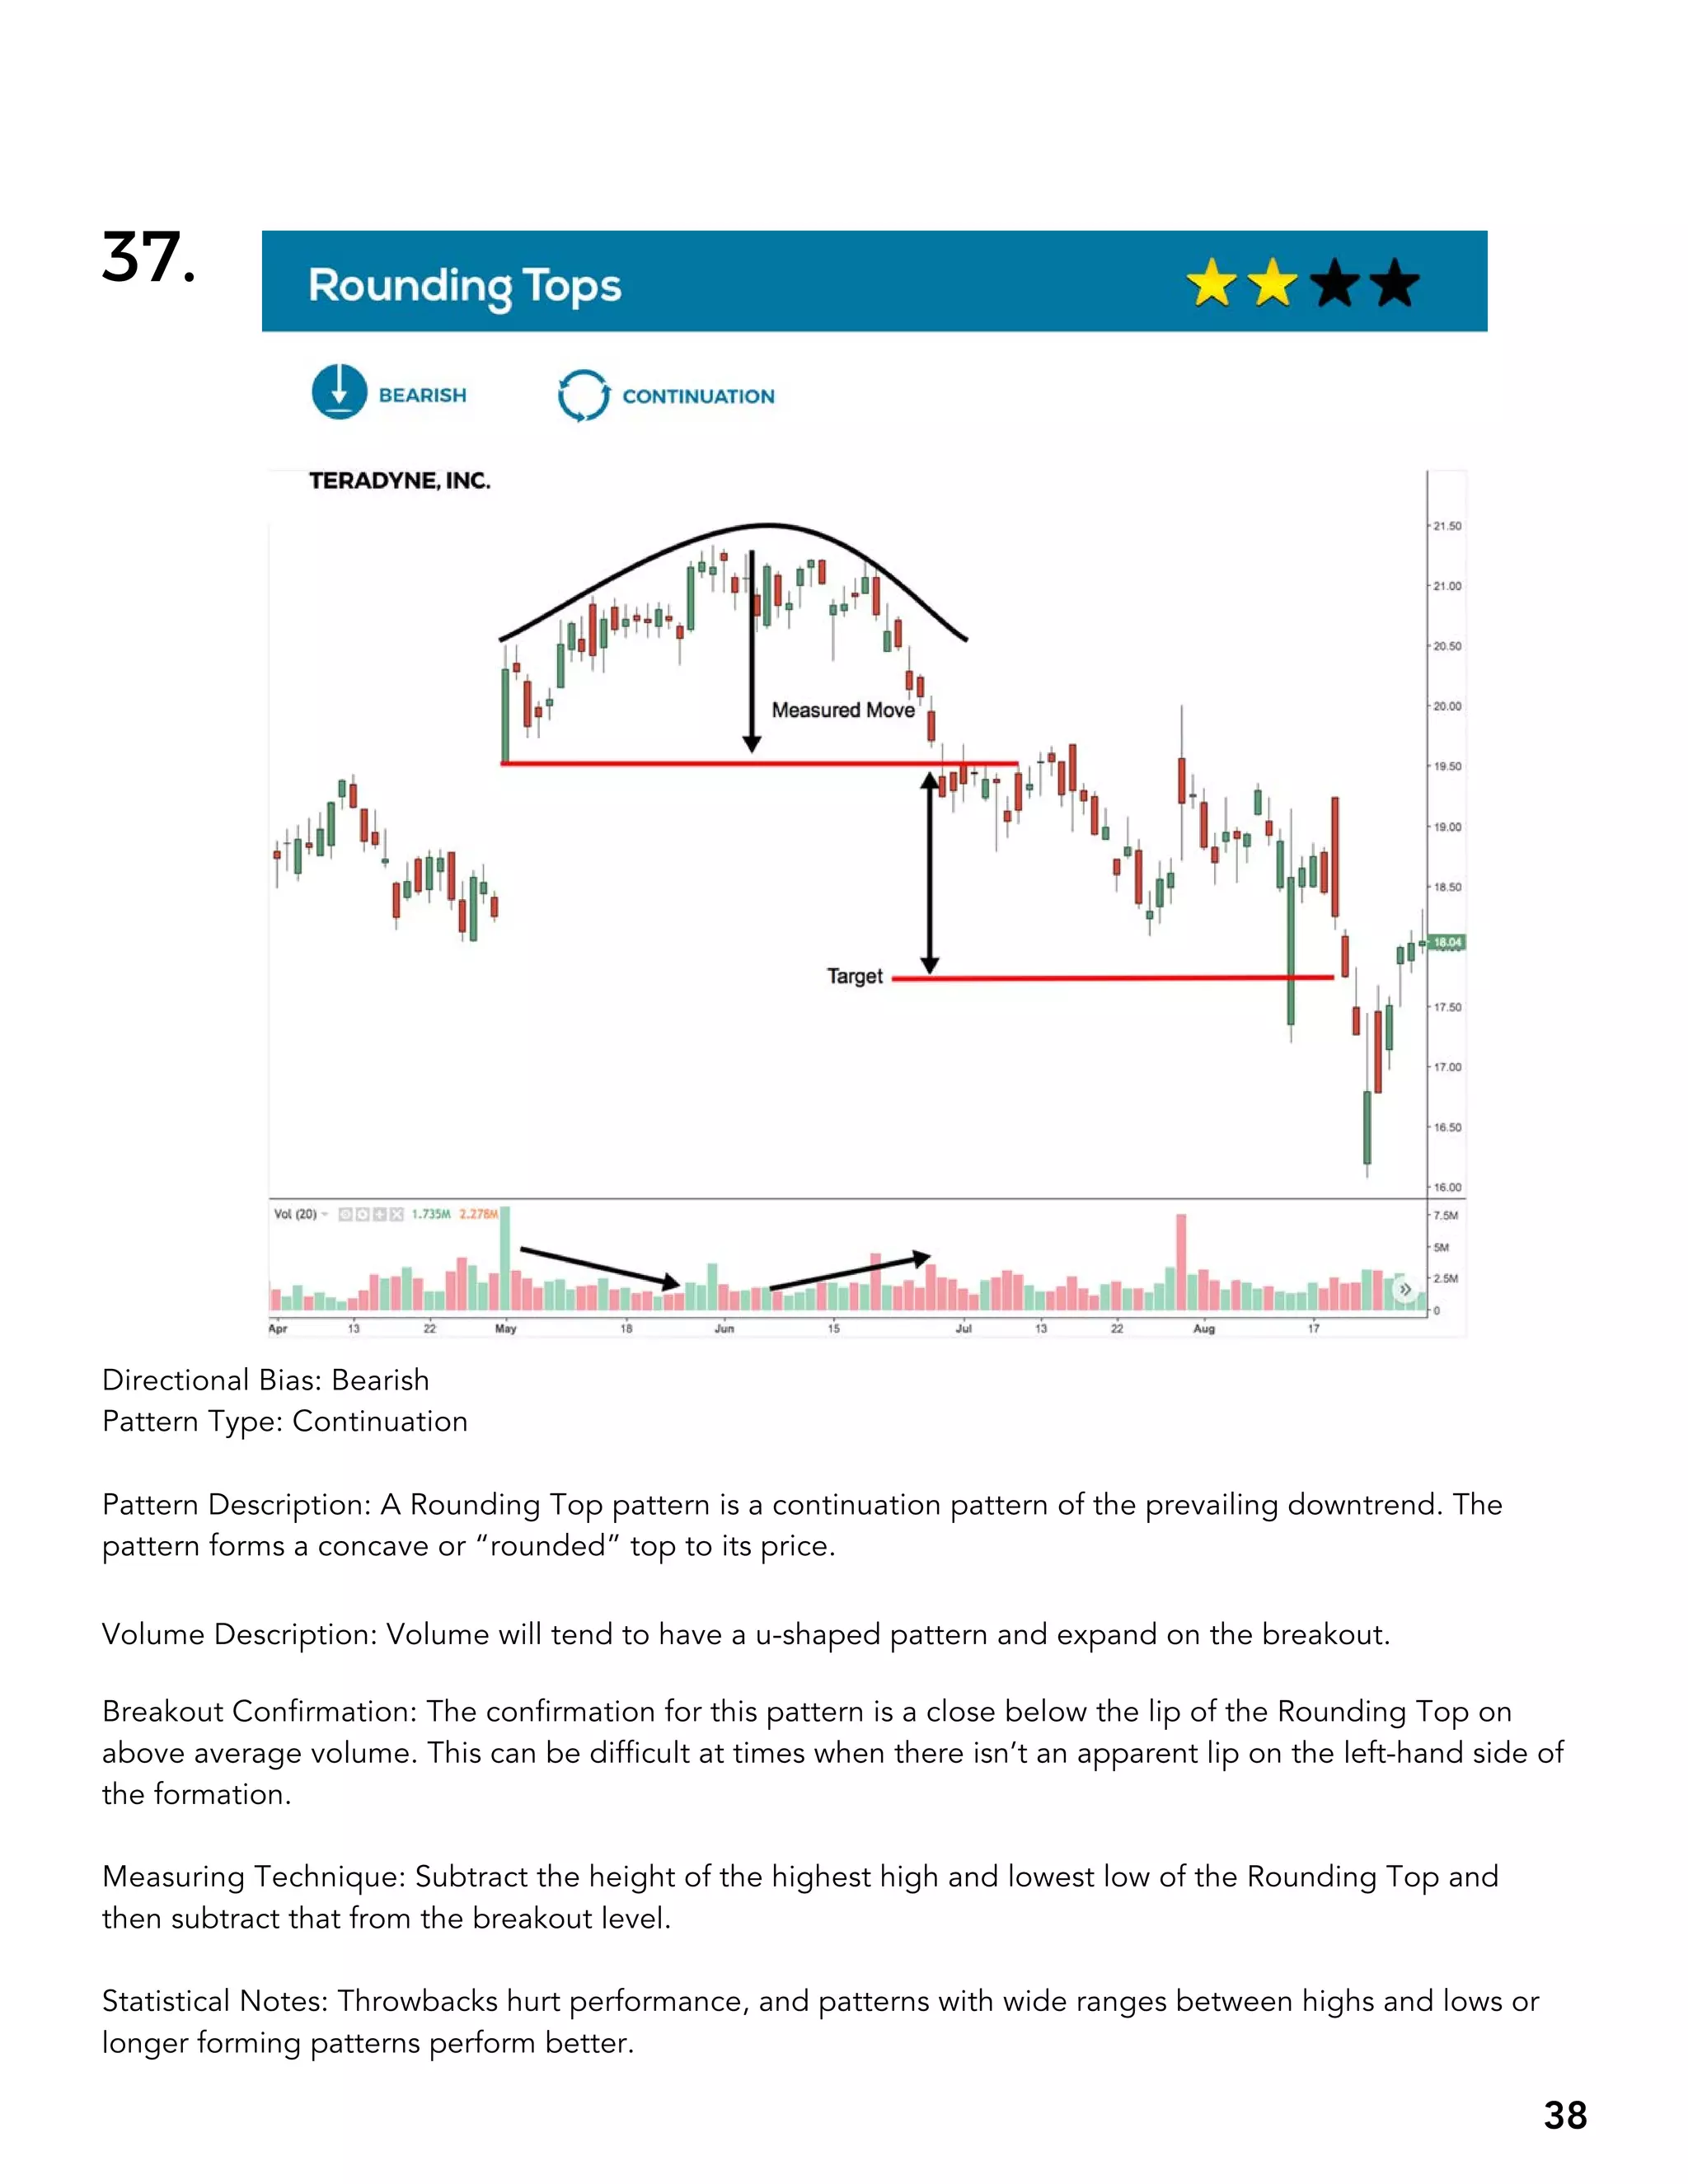 37.
Rounding Tops
BEARISH
CONTINUATION
TERADYNE, INC.
21.50
21.00
20.50
Measured Move
20.00
19.50
19.00
18.50
18.04
Target
17.50
17.00
16.50
16.00
Vol (20)
1.735M 2.278M
7.5M
5M
2.5M
0
Apr 13 22 May 18 Jun 15 Jul 13 22 Aug 17
Directional Bias: Bearish
Pattern Type: Continuation
Pattern Description: A Rounding Top pattern is a continuation pattern of the prevailing downtrend. The
pattern forms a concave or “rounded” top to its price.
Volume Description: Volume will tend to have a u-shaped pattern and expand on the breakout.
Breakout Confirmation: The confirmation for this pattern is a close below the lip of the Rounding Top on
above average volume. This can be difficult at times when there isn’t an apparent lip on the left-hand side of
the formation.
Measuring Technique: Subtract the height of the highest high and lowest low of the Rounding Top and
then subtract that from the breakout level.
Statistical Notes: Throwbacks hurt performance, and patterns with wide ranges between highs and lows or
longer forming patterns perform better.
38